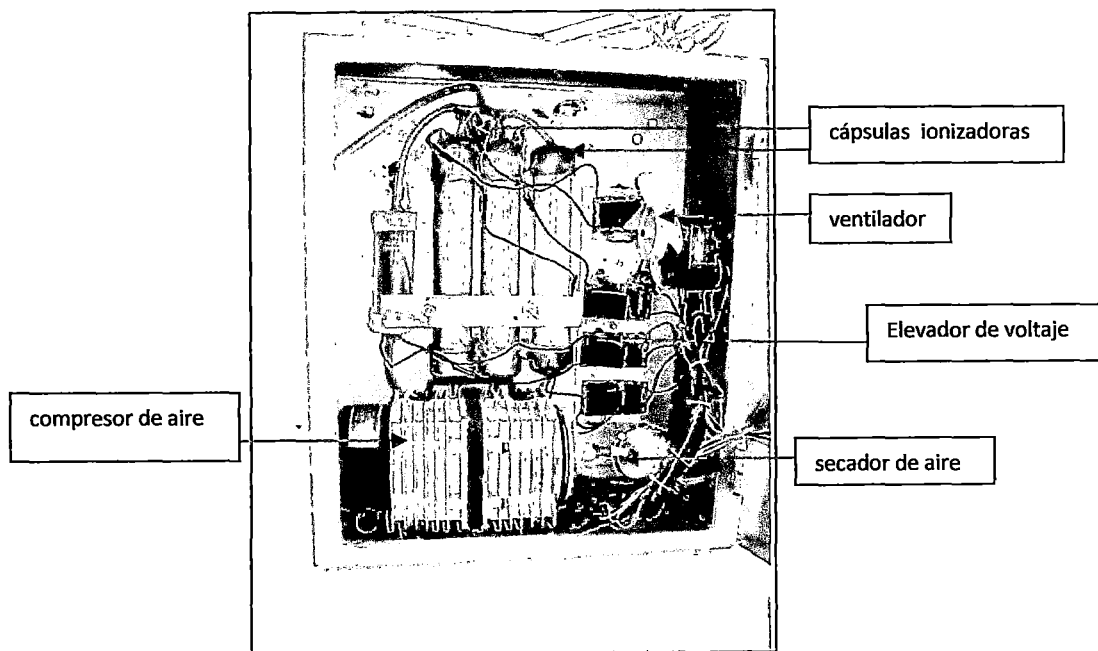 cápsulas ionizadoras
ventilador
Elevador de voltaje
compresor de aire
secador de aire